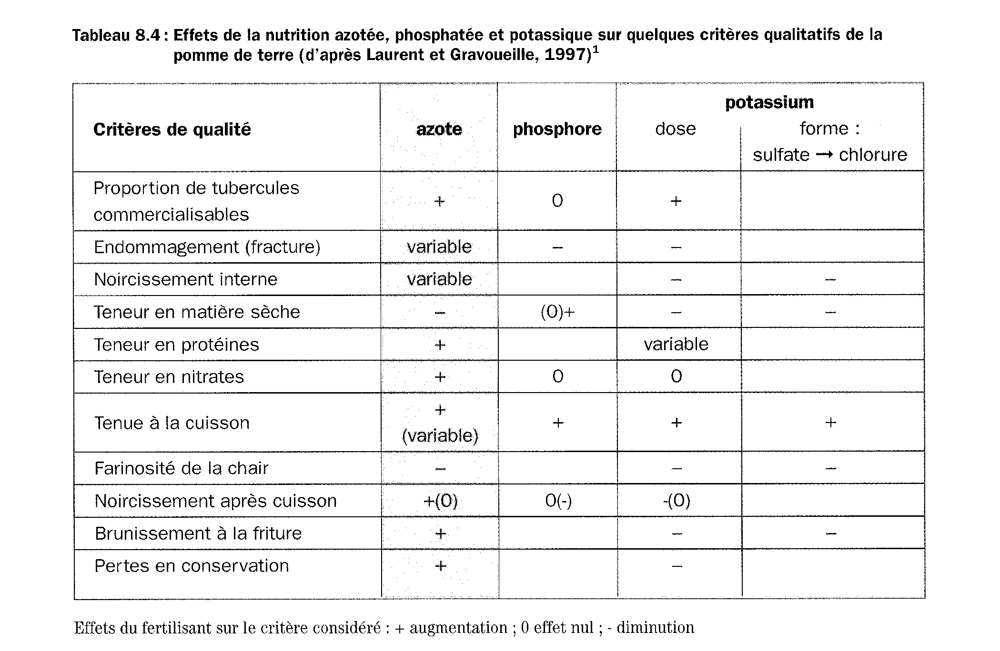 Tableau 8.4 : Effets de la nutrition azotée, phosphatée et potassique sur quelques critères qualitatifs de la
pomme de terre (d'après Laurent et Gravoueille, 1997)¹
potassium
Critères de qualité azote phosphore dose forme :
sulfate → chlorure
Proportion de tubercules
commercialisables + 0 +
Endommagement (fracture) variable – –
Noircissement interne variable – –
Teneur en matière sèche – (0)+ – –
Teneur en protéines + variable
Teneur en nitrates + 0 0
+
Tenue à la cuisson + + +
(variable)
Farinosité de la chair – – –
Noircissement après cuisson +(0) 0(-) -(0)
Brunissement à la friture + – –
Pertes en conservation + –
Effets du fertilisant sur le critère considéré : + augmentation ; 0 effet nul ; - diminution